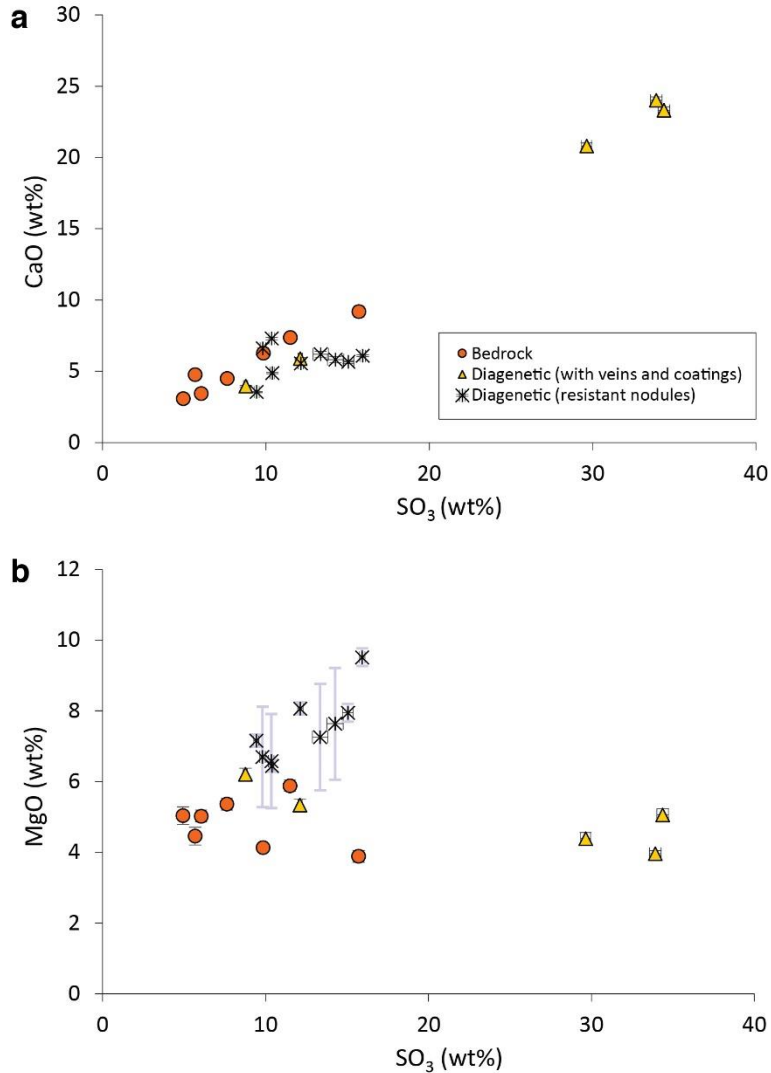 a
30
25
20
15
10
5
0
CaO (wt%)
0 10 20 30 40
SO₃ (wt%)
Bedrock
Diagenetic (with veins and coatings)
Diagenetic (resistant nodules)
b
12
10
8
6
4
2
0
MgO (wt%)
0 10 20 30 40
SO₃ (wt%)